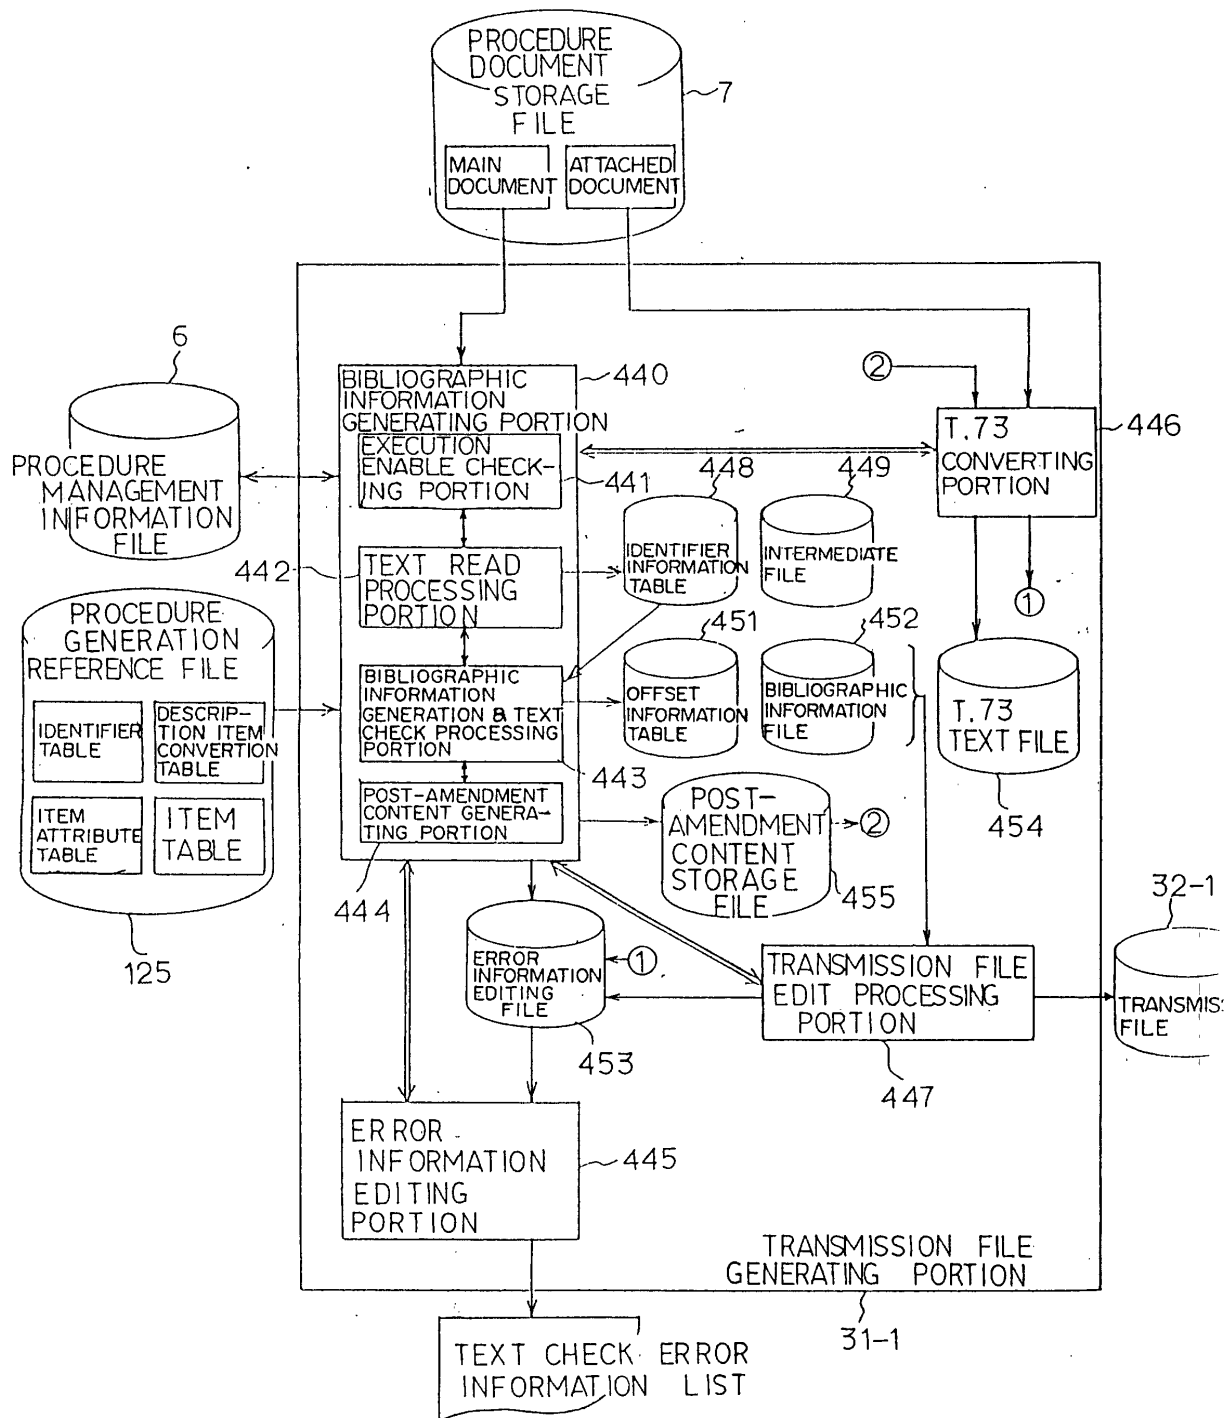 PROCEDURE
DOCUMENT
STORAGE
FILE
7
MAIN
DOCUMENT
ATTACHED
DOCUMENT
6
PROCEDURE
MANAGEMENT
INFORMATION
FILE
BIBLIOGRAPHIC
INFORMATION
GENERATING PORTION
440
EXECUTION
ENABLE CHECK-
ING PORTION
441
②
T.73
CONVERTING
PORTION
446
448
449
442
TEXT READ
PROCESSING
PORTION
IDENTIFIER
INFORMATION
TABLE
INTERMEDIATE
FILE
①
PROCEDURE
GENERATION
REFERENCE FILE
IDENTIFIER
TABLE
DESCRIP-
TION ITEM
CONVERTION
TABLE
ITEM
ATTRIBUTE
TABLE
ITEM
TABLE
125
451
452
BIBLIOGRAPHIC
INFORMATION
GENERATION & TEXT
CHECK PROCESSING
PORTION
443
OFFSET
INFORMATION
TABLE
BIBLIOGRAPHIC
INFORMATION
FILE
T.73
TEXT FILE
454
POST-AMENDMENT
CONTENT GENERA-
TING PORTION
444
POST-
AMENDMENT
CONTENT
STORAGE
FILE
②
455
32-1
ERROR
INFORMATION
EDITING
FILE
①
453
TRANSMISSION FILE
EDIT PROCESSING
PORTION
447
TRANSMIS
FILE
ERROR
INFORMATION
EDITING
PORTION
445
TRANSMISSION FILE
GENERATING PORTION
31-1
TEXT CHECK ERROR
INFORMATION LIST